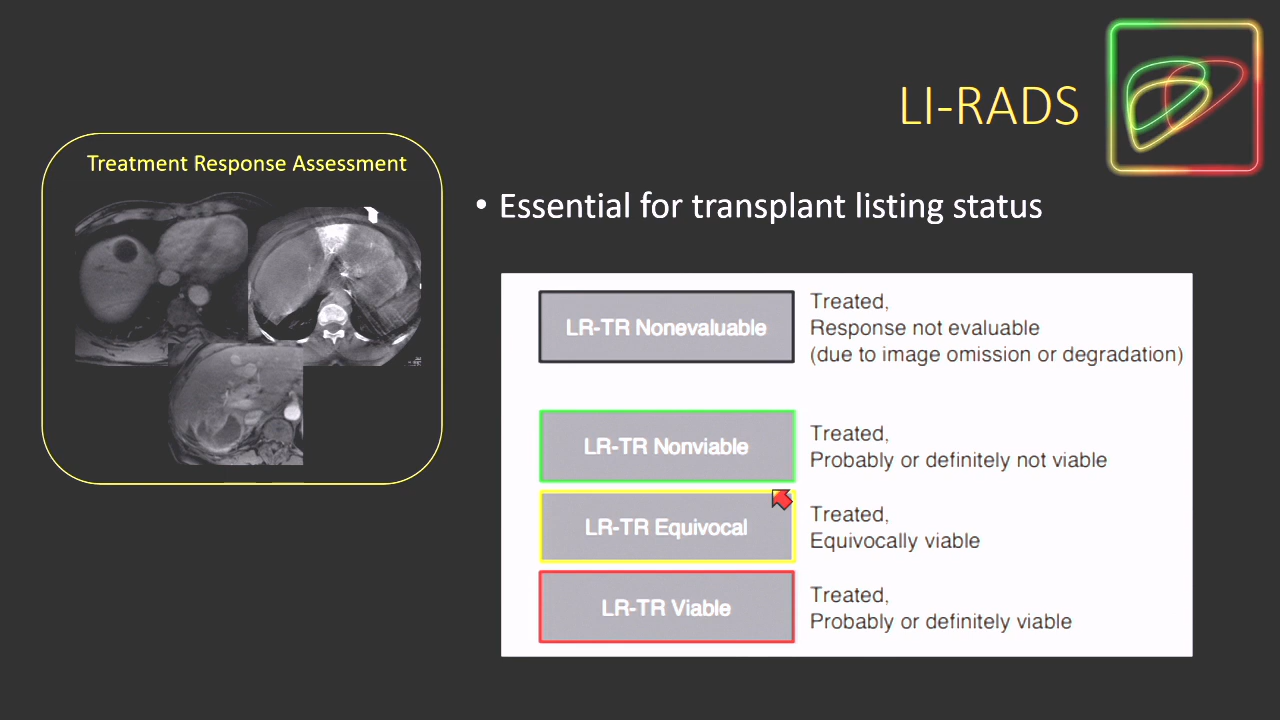 LI-RADS
Treatment Response Assessment
• Essential for transplant listing status
LR-TR Nonevaluable
Treated,
Response not evaluable
(due to image omission or degradation)
LR-TR Nonviable
Treated,
Probably or definitely not viable
LR-TR Equivocal
Treated,
Equivocally viable
LR-TR Viable
Treated,
Probably or definitely viable